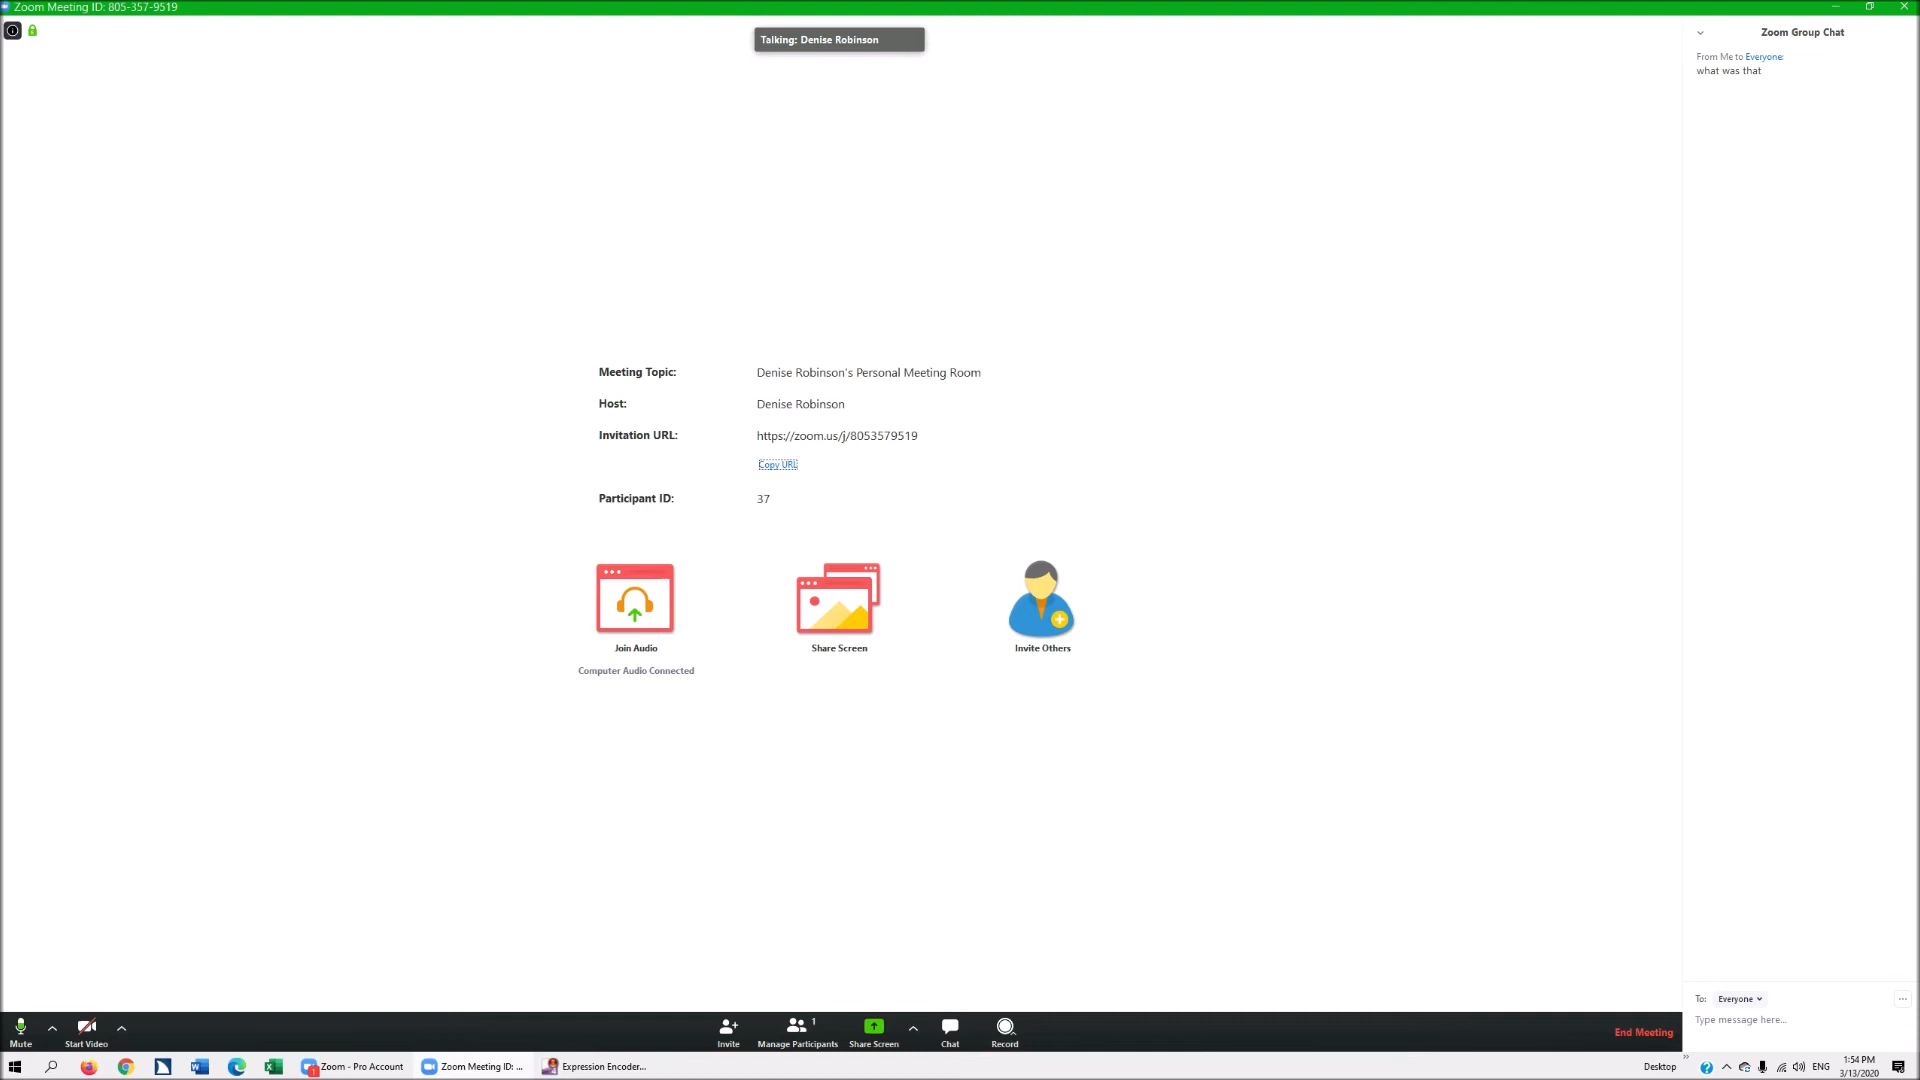 Zoom Meeting ID: 805-357-9519
Talking: Denise Robinson
Zoom Group Chat
From Me to Everyone:
what was that
Meeting Topic: Denise Robinson's Personal Meeting Room
Host: Denise Robinson
Invitation URL: https://zoom.us/j/8053579519
Copy URL
Participant ID: 37
Join Audio Share Screen Invite Others
Computer Audio Connected
To: Everyone
Type message here...
Mute Start Video Invite Manage Participants 1 Share Screen Chat Record End Meeting
Zoom - Pro Account Zoom Meeting ID: ... Expression Encoder... Desktop ENG 1:54 PM
3/13/2020